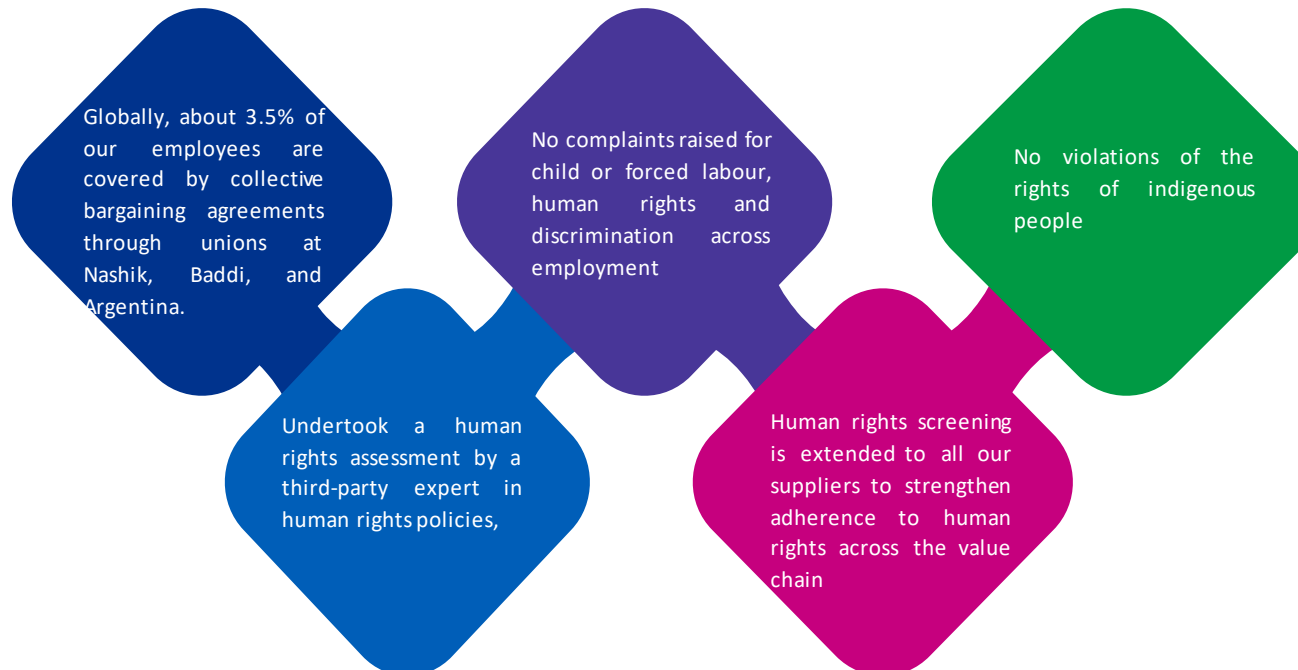 Globally, about 3.5% of
our employees are
covered by collective
bargaining agreements
through unions at
Nashik, Baddi, and
Argentina.
Undertook a human
rights assessment by a
third-party expert in
human rights policies,
No complaints raised for
child or forced labour,
human rights and
discrimination across
employment
Human rights screening
is extended to all our
suppliers to strengthen
adherence to human
rights across the value
chain
No violations of the
rights of indigenous
people